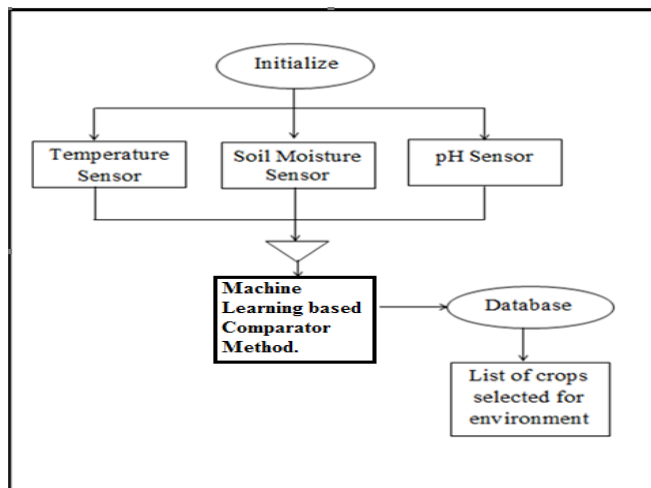 Initialize
Temperature
Sensor
Soil Moisture
Sensor
pH Sensor
Machine
Learning based
Comparator
Method.
Database
List of crops
selected for
environment